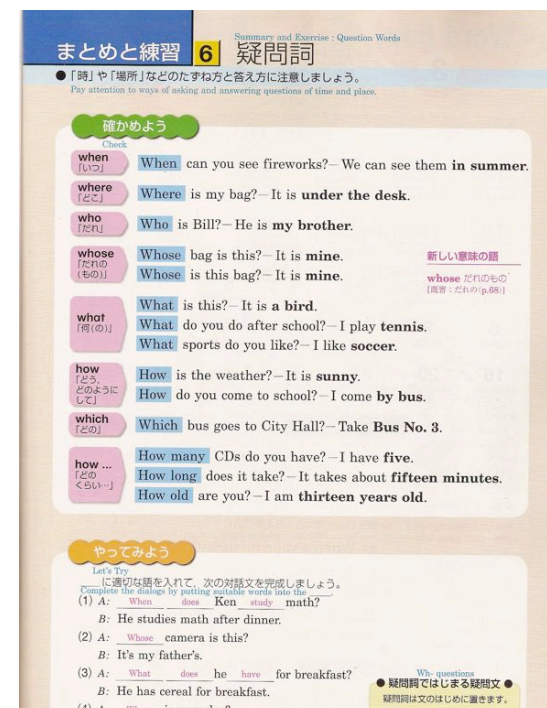 Summary and Exercise : Question Words
まとめと練習 6 疑問詞
●「時」や「場所」などのたずね方と答え方に注意しましょう。
Pay attention to ways of asking and answering questions of time and place.
確かめよう
Check
when
「いつ」
When can you see fireworks?—We can see them in summer.
where
「どこ」
Where is my bag?—It is under the desk.
who
「だれ」
Who is Bill?—He is my brother.
whose
「だれの
(もの)」
Whose bag is this?—It is mine.
Whose is this bag?—It is mine.
新しい意味の語
whose だれのもの
[既習：だれの(p.68)]
what
「何(の)」
What is this?—It is a bird.
What do you do after school?—I play tennis.
What sports do you like?—I like soccer.
how
「どう,
どのように
して」
How is the weather?—It is sunny.
How do you come to school?—I come by bus.
which
「どの」
Which bus goes to City Hall?—Take Bus No. 3.
how ...
「どの
くらい…」
How many CDs do you have?—I have five.
How long does it take?—It takes about fifteen minutes.
How old are you?—I am thirteen years old.
やってみよう
Let's Try
に適切な語を入れて，次の対話文を完成しましょう。
Complete the dialogs by putting suitable words into the ____.
(1) A: When does Ken study math?
B: He studies math after dinner.
(2) A: Whose camera is this?
B: It's my father's.
(3) A: What does he have for breakfast?
B: He has cereal for breakfast.
Wh- questions
●疑問詞ではじまる疑問文●
疑問詞は文のはじめに置きます。